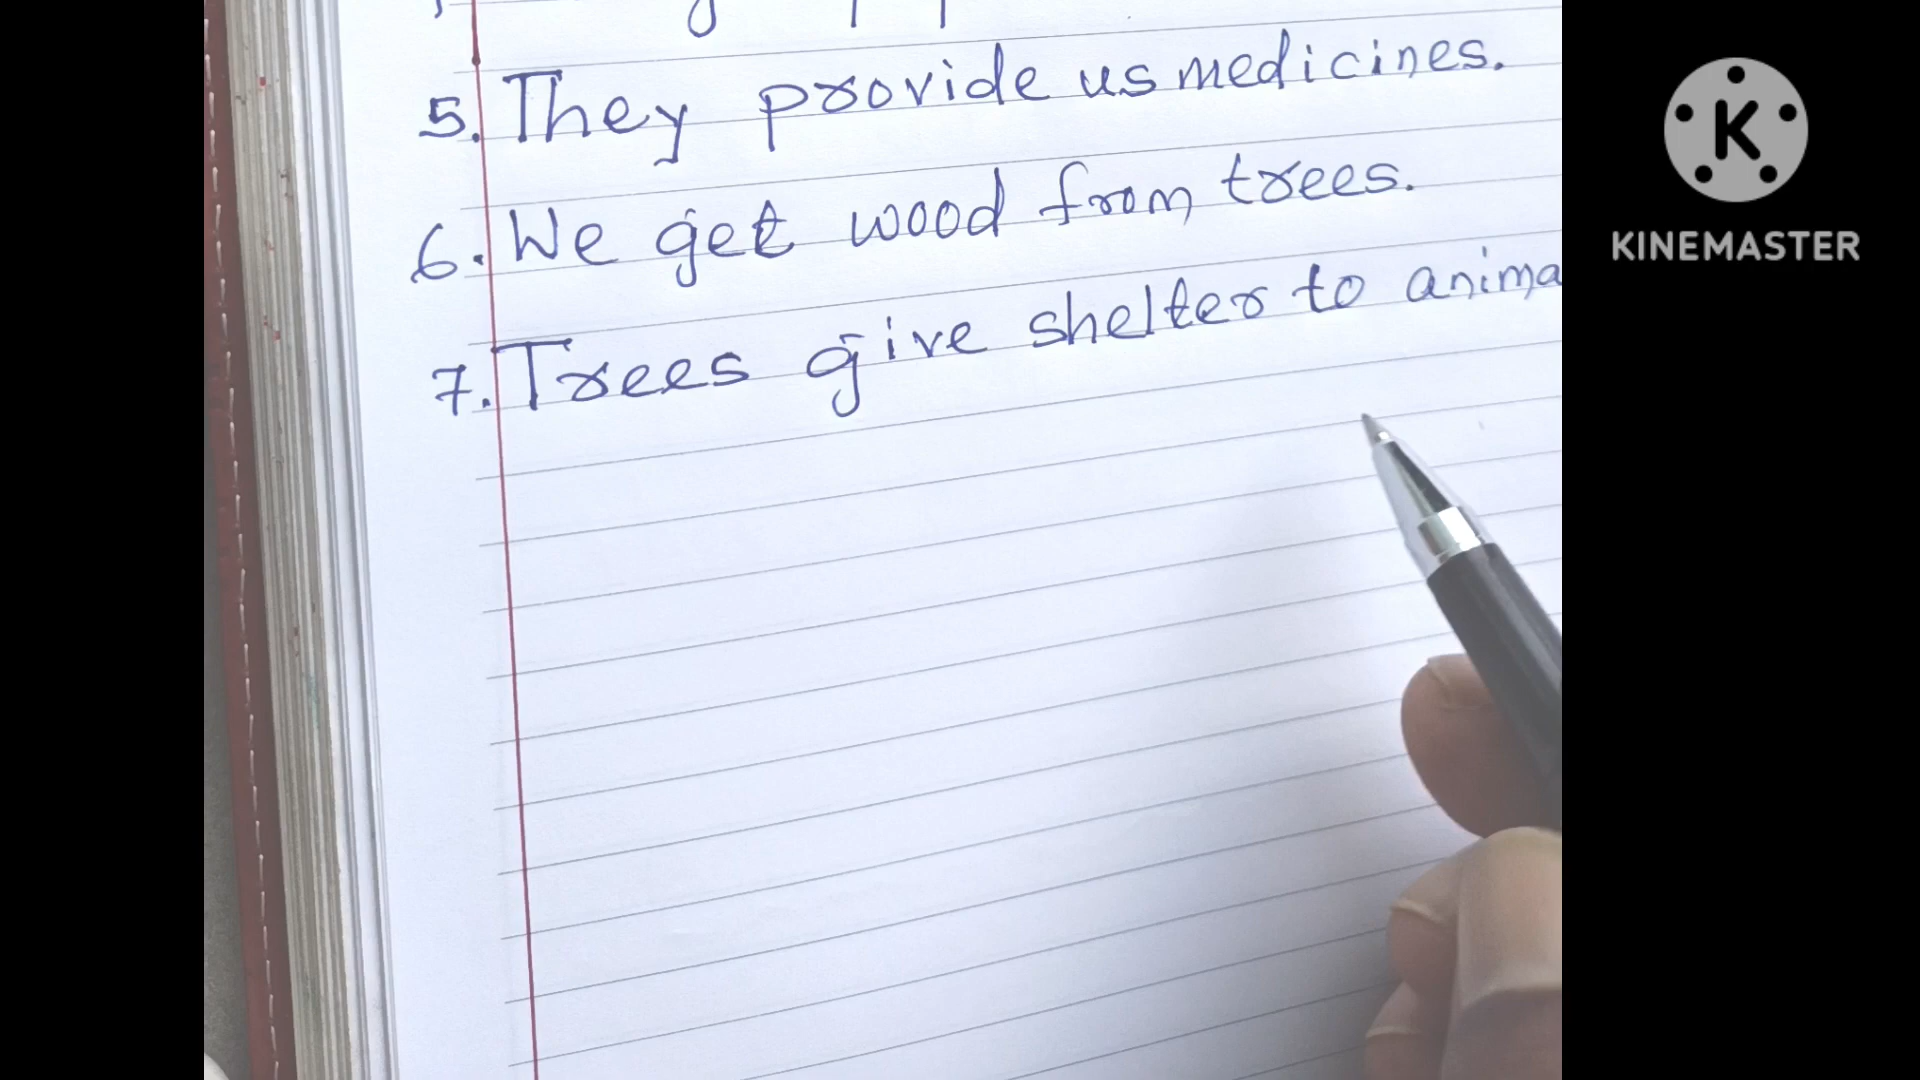 5. They provide us medicines.
6. We get wood from trees.
7. Trees give shelter to anima
KINEMASTER